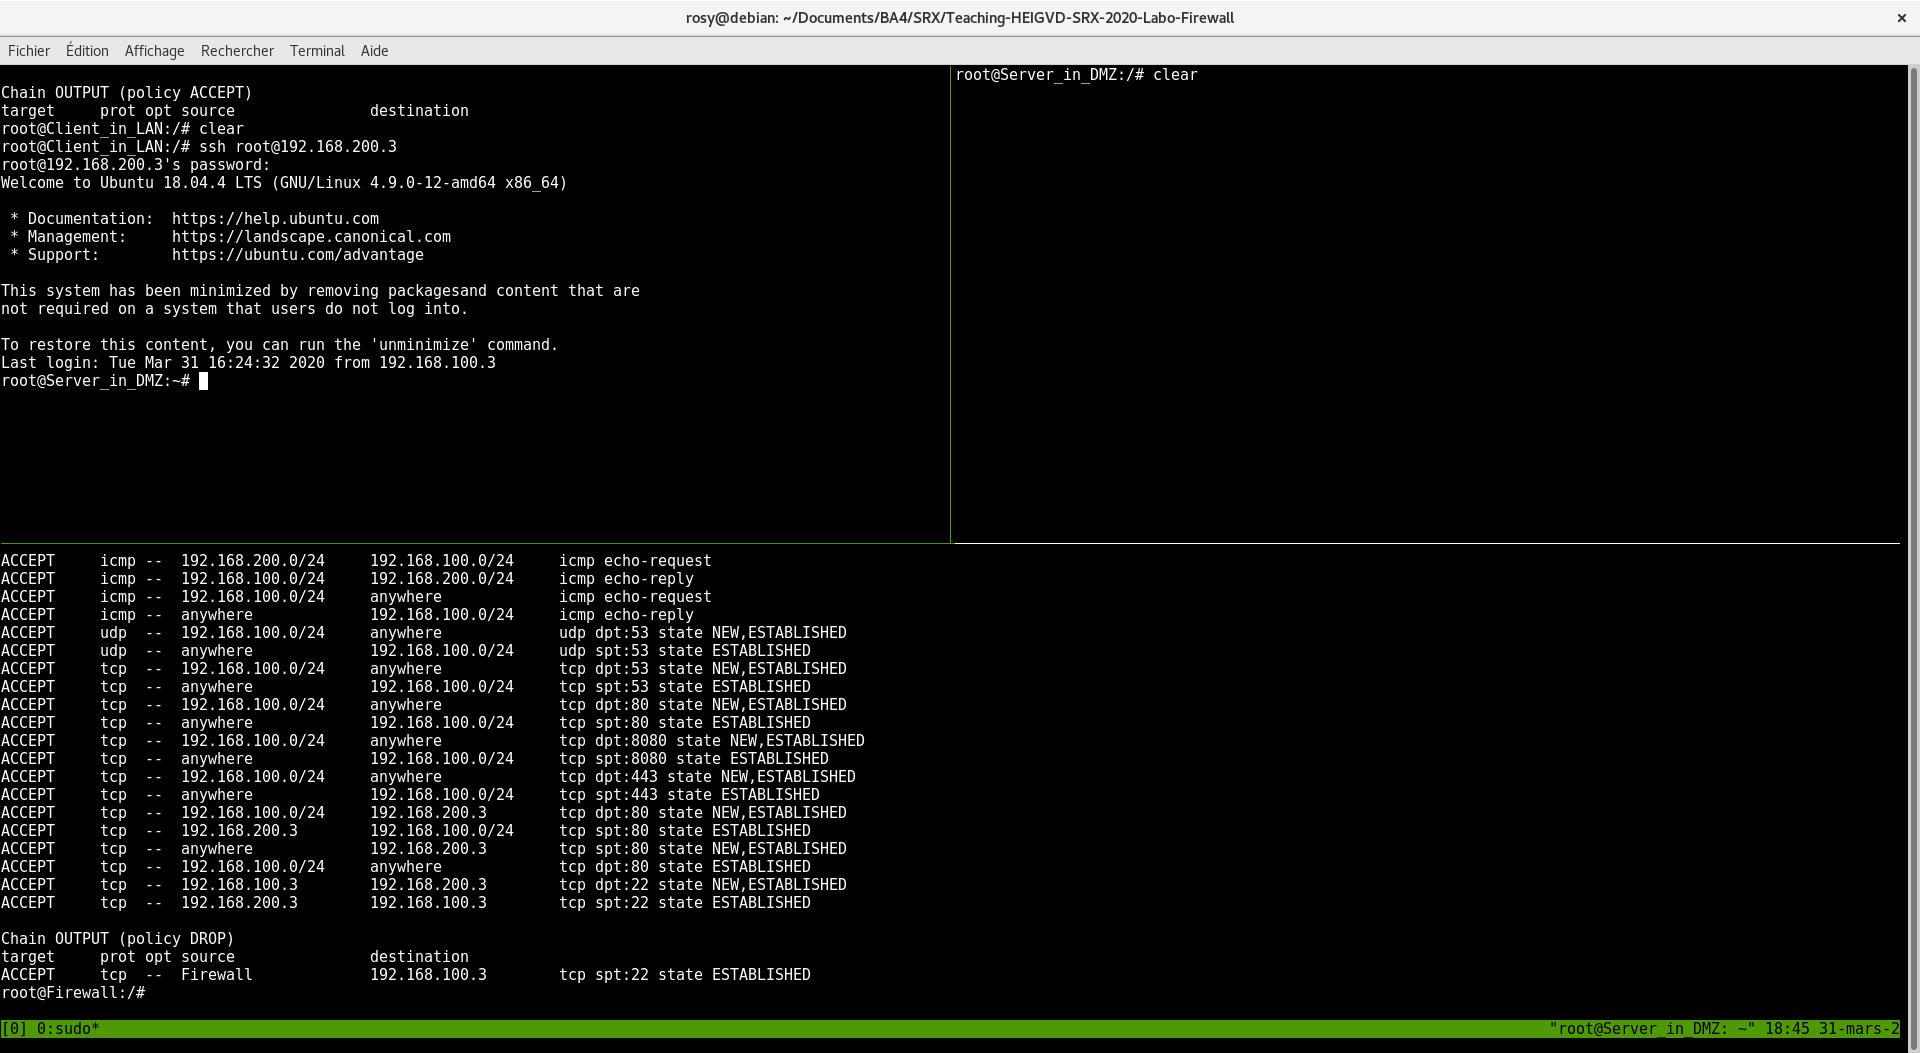 rosy@debian: ~/Documents/BA4/SRX/Teaching-HEIGVD-SRX-2020-Labo-Firewall ×
Fichier Édition Affichage Rechercher Terminal Aide
Chain OUTPUT (policy ACCEPT)
target     prot opt source               destination
root@Client_in_LAN:/# clear
root@Client_in_LAN:/# ssh root@192.168.200.3
root@192.168.200.3's password:
Welcome to Ubuntu 18.04.4 LTS (GNU/Linux 4.9.0-12-amd64 x86_64)
 * Documentation:  https://help.ubuntu.com
 * Management:     https://landscape.canonical.com
 * Support:        https://ubuntu.com/advantage
This system has been minimized by removing packagesand content that are
not required on a system that users do not log into.
To restore this content, you can run the 'unminimize' command.
Last login: Tue Mar 31 16:24:32 2020 from 192.168.100.3
root@Server_in_DMZ:~#
root@Server_in_DMZ:/# clear
ACCEPT     icmp --  192.168.200.0/24     192.168.100.0/24     icmp echo-request
ACCEPT     icmp --  192.168.100.0/24     192.168.200.0/24     icmp echo-reply
ACCEPT     icmp --  192.168.100.0/24     anywhere             icmp echo-request
ACCEPT     icmp --  anywhere             192.168.100.0/24     icmp echo-reply
ACCEPT     udp  --  192.168.100.0/24     anywhere             udp dpt:53 state NEW,ESTABLISHED
ACCEPT     udp  --  anywhere             192.168.100.0/24     udp spt:53 state ESTABLISHED
ACCEPT     tcp  --  192.168.100.0/24     anywhere             tcp dpt:53 state NEW,ESTABLISHED
ACCEPT     tcp  --  anywhere             192.168.100.0/24     tcp spt:53 state ESTABLISHED
ACCEPT     tcp  --  192.168.100.0/24     anywhere             tcp dpt:80 state NEW,ESTABLISHED
ACCEPT     tcp  --  anywhere             192.168.100.0/24     tcp spt:80 state ESTABLISHED
ACCEPT     tcp  --  192.168.100.0/24     anywhere             tcp dpt:8080 state NEW,ESTABLISHED
ACCEPT     tcp  --  anywhere             192.168.100.0/24     tcp spt:8080 state ESTABLISHED
ACCEPT     tcp  --  192.168.100.0/24     anywhere             tcp dpt:443 state NEW,ESTABLISHED
ACCEPT     tcp  --  anywhere             192.168.100.0/24     tcp spt:443 state ESTABLISHED
ACCEPT     tcp  --  192.168.100.0/24     192.168.200.3        tcp dpt:80 state NEW,ESTABLISHED
ACCEPT     tcp  --  192.168.200.3        192.168.100.0/24     tcp spt:80 state ESTABLISHED
ACCEPT     tcp  --  anywhere             192.168.200.3        tcp spt:80 state NEW,ESTABLISHED
ACCEPT     tcp  --  192.168.100.0/24     anywhere             tcp dpt:80 state ESTABLISHED
ACCEPT     tcp  --  192.168.100.3        192.168.200.3        tcp dpt:22 state NEW,ESTABLISHED
ACCEPT     tcp  --  192.168.200.3        192.168.100.3        tcp spt:22 state ESTABLISHED
Chain OUTPUT (policy DROP)
target     prot opt source               destination
ACCEPT     tcp  --  Firewall             192.168.100.3        tcp spt:22 state ESTABLISHED
root@Firewall:/#
[0] 0:sudo* "root@Server_in_DMZ: ~" 18:45 31-mars-2